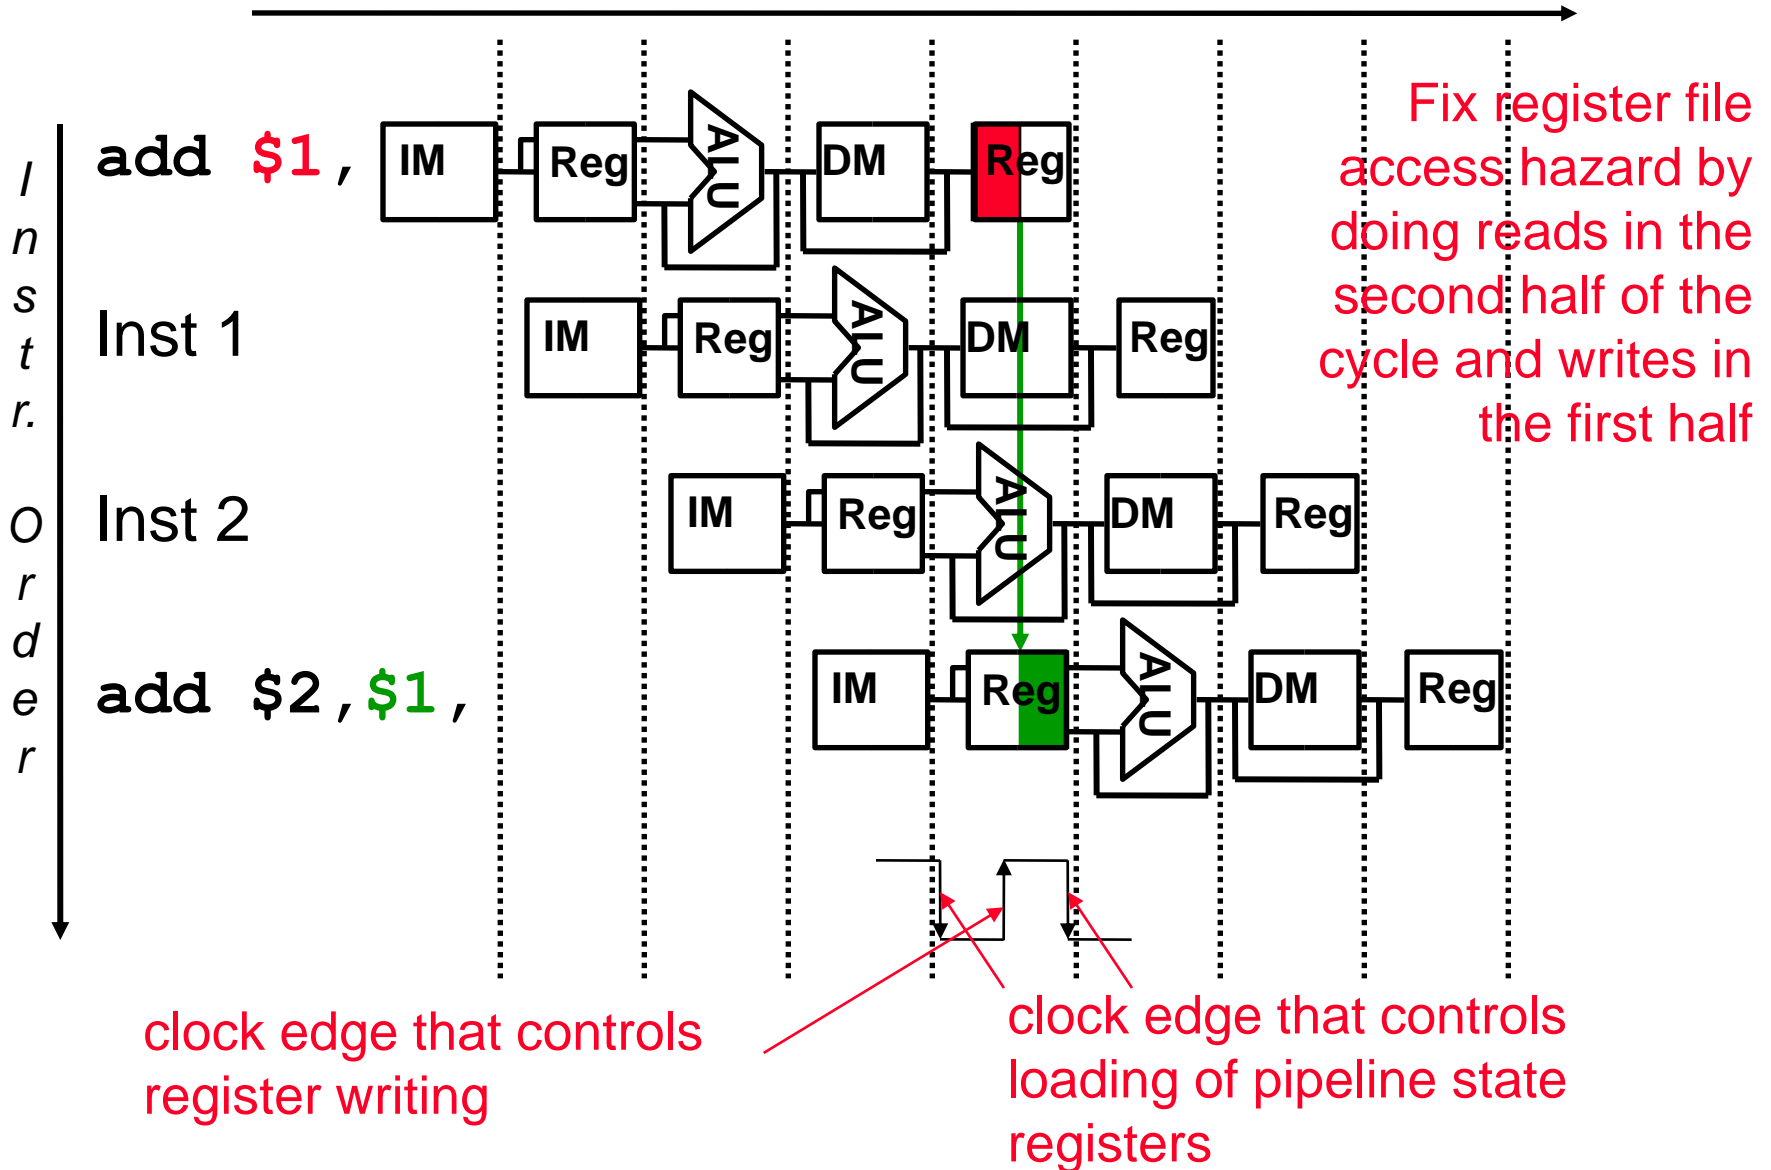 Fix register file
access hazard by
doing reads in the
second half of the
cycle and writes in
the first half
Instr. Order
add $1, IM Reg ALU DM Reg
Inst 1 IM Reg ALU DM Reg
Inst 2 IM Reg ALU DM Reg
add $2,$1, IM Reg ALU DM Reg
clock edge that controls
register writing
clock edge that controls
loading of pipeline state
registers